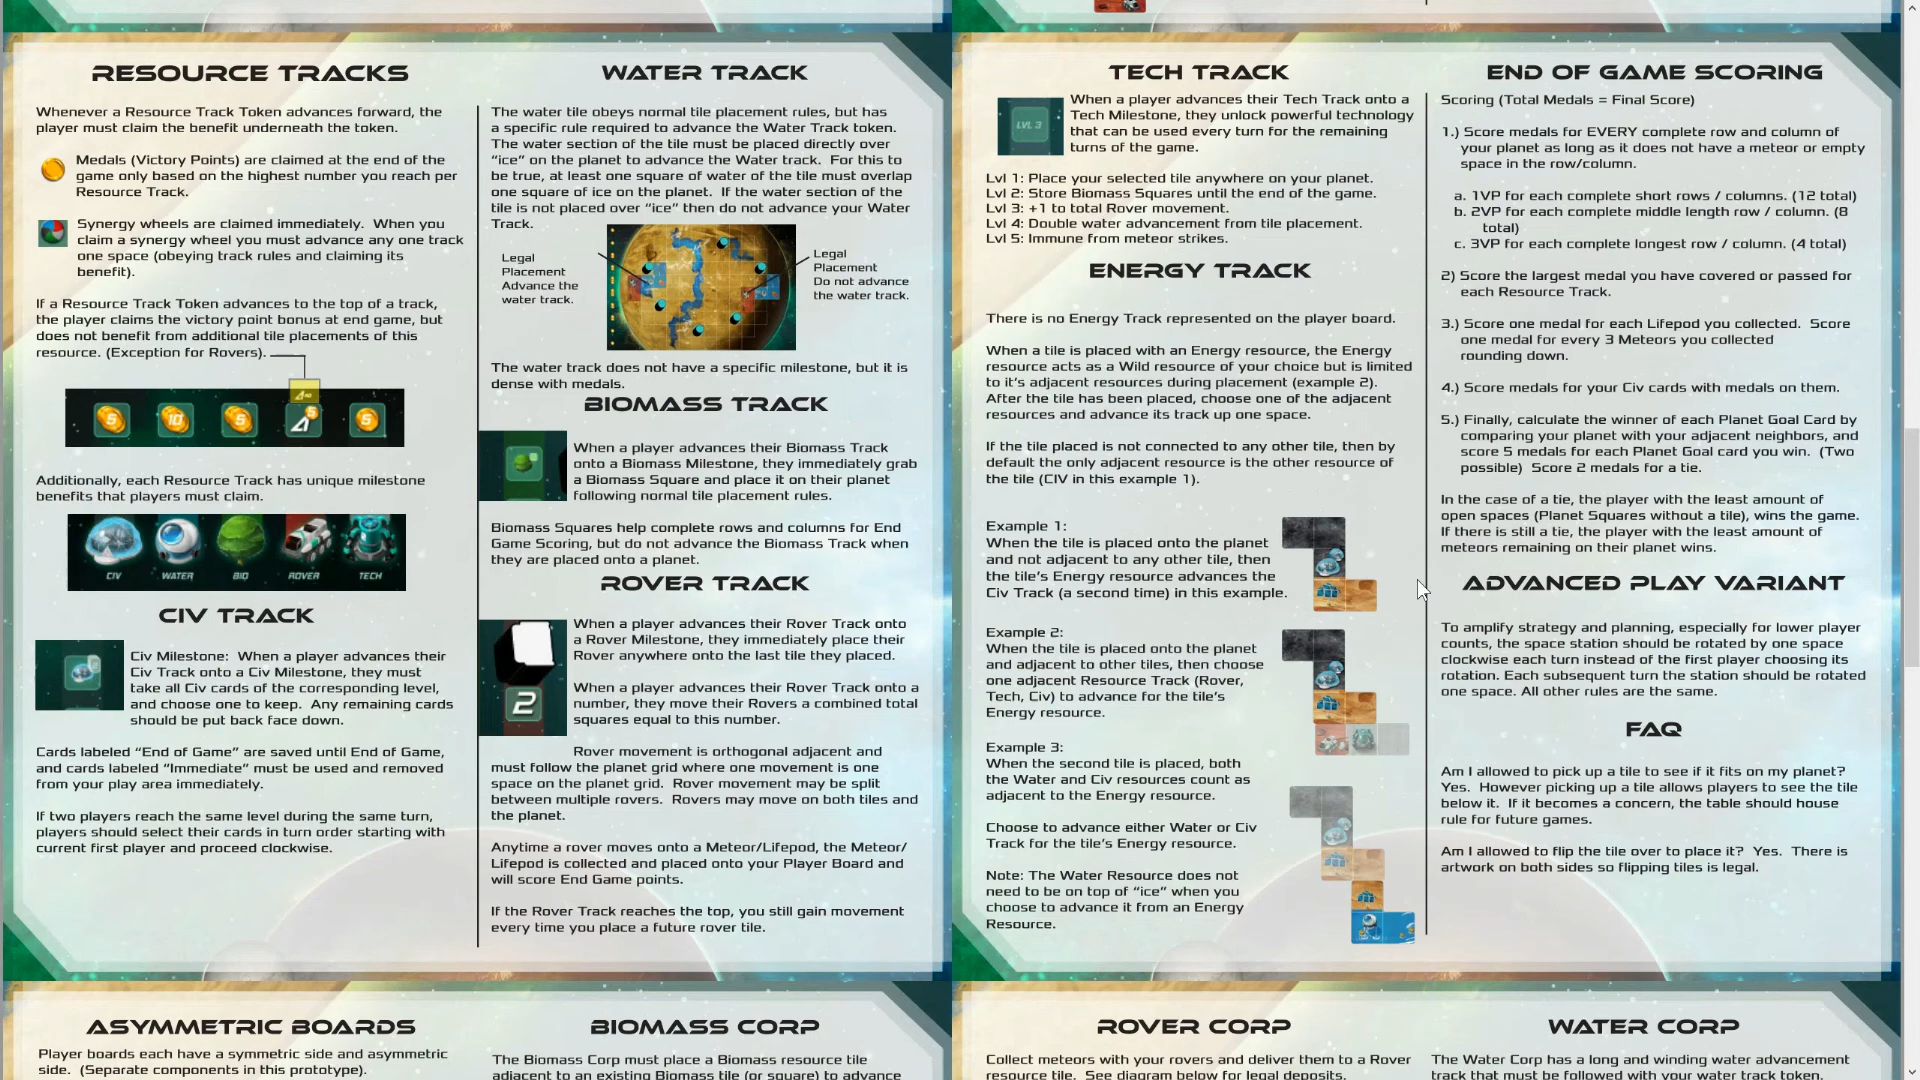 RESOURCE TRACKS
Whenever a Resource Track Token advances forward, the
player must claim the benefit underneath the token.
Medals (Victory Points) are claimed at the end of the
game only based on the highest number you reach per
Resource Track.
Synergy wheels are claimed immediately. When you
claim a synergy wheel you must advance any one track
one space (obeying track rules and claiming its
benefit).
If a Resource Track Token advances to the top of a track,
the player claims the victory point bonus at end game, but
does not benefit from additional tile placements of this
resource. (Exception for Rovers).
5
10
5
5
5
Additionally, each Resource Track has unique milestone
benefits that players must claim.
CIV
WATER
BIO
ROVER
TECH
CIV TRACK
Civ Milestone: When a player advances their
Civ Track onto a Civ Milestone, they must
take all Civ cards of the corresponding level,
and choose one to keep. Any remaining cards
should be put back face down.
Cards labeled “End of Game” are saved until End of Game,
and cards labeled “Immediate” must be used and removed
from your play area immediately.
If two players reach the same level during the same turn,
players should select their cards in turn order starting with
current first player and proceed clockwise.
WATER TRACK
The water tile obeys normal tile placement rules, but has
a specific rule required to advance the Water Track token.
The water section of the tile must be placed directly over
“ice” on the planet to advance the Water track. For this to
be true, at least one square of water of the tile must overlap
one square of ice on the planet. If the water section of the
tile is not placed over “ice” then do not advance your Water
Track.
Legal
Placement
Advance the
water track.
Legal
Placement
Do not advance
the water track.
The water track does not have a specific milestone, but it is
dense with medals.
BIOMASS TRACK
When a player advances their Biomass Track
onto a Biomass Milestone, they immediately grab
a Biomass Square and place it on their planet
following normal tile placement rules.
Biomass Squares help complete rows and columns for End
Game Scoring, but do not advance the Biomass Track when
they are placed onto a planet.
ROVER TRACK
When a player advances their Rover Track onto
a Rover Milestone, they immediately place their
Rover anywhere onto the last tile they placed.
2
When a player advances their Rover Track onto a
number, they move their Rovers a combined total
squares equal to this number.
Rover movement is orthogonal adjacent and
must follow the planet grid where one movement is one
space on the planet grid. Rover movement may be split
between multiple rovers. Rovers may move on both tiles and
the planet.
Anytime a rover moves onto a Meteor/Lifepod, the Meteor/
Lifepod is collected and placed onto your Player Board and
will score End Game points.
If the Rover Track reaches the top, you still gain movement
every time you place a future rover tile.
TECH TRACK
LVL 3
When a player advances their Tech Track onto a
Tech Milestone, they unlock powerful technology
that can be used every turn for the remaining
turns of the game.
Lvl 1: Place your selected tile anywhere on your planet.
Lvl 2: Store Biomass Squares until the end of the game.
Lvl 3: +1 to total Rover movement.
Lvl 4: Double water advancement from tile placement.
Lvl 5: Immune from meteor strikes.
ENERGY TRACK
There is no Energy Track represented on the player board.
When a tile is placed with an Energy resource, the Energy
resource acts as a Wild resource of your choice but is limited
to it’s adjacent resources during placement (example 2).
After the tile has been placed, choose one of the adjacent
resources and advance its track up one space.
If the tile placed is not connected to any other tile, then by
default the only adjacent resource is the other resource of
the tile (CIV in this example 1).
Example 1:
When the tile is placed onto the planet
and not adjacent to any other tile, then
the tile’s Energy resource advances the
Civ Track (a second time) in this example.
Example 2:
When the tile is placed onto the planet
and adjacent to other tiles, then choose
one adjacent Resource Track (Rover,
Tech, Civ) to advance for the tile’s
Energy resource.
Example 3:
When the second tile is placed, both
the Water and Civ resources count as
adjacent to the Energy resource.
Choose to advance either Water or Civ
Track for the tile’s Energy resource.
Note: The Water Resource does not
need to be on top of “ice” when you
choose to advance it from an Energy
Resource.
END OF GAME SCORING
Scoring (Total Medals = Final Score)
1.) Score medals for EVERY complete row and column of
your planet as long as it does not have a meteor or empty
space in the row/column.
a. 1VP for each complete short rows / columns. (12 total)
b. 2VP for each complete middle length row / column. (8
total)
c. 3VP for each complete longest row / column. (4 total)
2) Score the largest medal you have covered or passed for
each Resource Track.
3.) Score one medal for each Lifepod you collected. Score
one medal for every 3 Meteors you collected
rounding down.
4.) Score medals for your Civ cards with medals on them.
5.) Finally, calculate the winner of each Planet Goal Card by
comparing your planet with your adjacent neighbors, and
score 5 medals for each Planet Goal card you win. (Two
possible) Score 2 medals for a tie.
In the case of a tie, the player with the least amount of
open spaces (Planet Squares without a tile), wins the game.
If there is still a tie, the player with the least amount of
meteors remaining on their planet wins.
ADVANCED PLAY VARIANT
To amplify strategy and planning, especially for lower player
counts, the space station should be rotated by one space
clockwise each turn instead of the first player choosing its
rotation. Each subsequent turn the station should be rotated
one space. All other rules are the same.
FAQ
Am I allowed to pick up a tile to see if it fits on my planet?
Yes. However picking up a tile allows players to see the tile
below it. If it becomes a concern, the table should house
rule for future games.
Am I allowed to flip the tile over to place it? Yes. There is
artwork on both sides so flipping tiles is legal.
ASYMMETRIC BOARDS
Player boards each have a symmetric side and asymmetric
side. (Separate components in this prototype).
BIOMASS CORP
The Biomass Corp must place a Biomass resource tile
adjacent to an existing Biomass tile (or square) to advance
ROVER CORP
Collect meteors with your rovers and deliver them to a Rover
resource tile. See diagram below for legal deposits.
WATER CORP
The Water Corp has a long and winding water advancement
track that must be followed with your water track token.